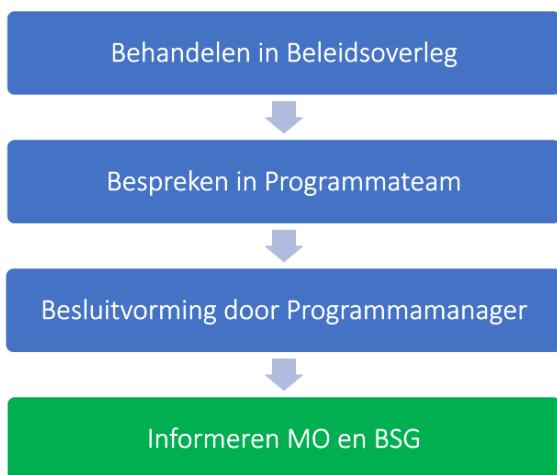 Behandelen in Beleidsoverleg
Bespreken in Programmateam
Besluitvorming door Programmamanager
Informeren MO en BSG